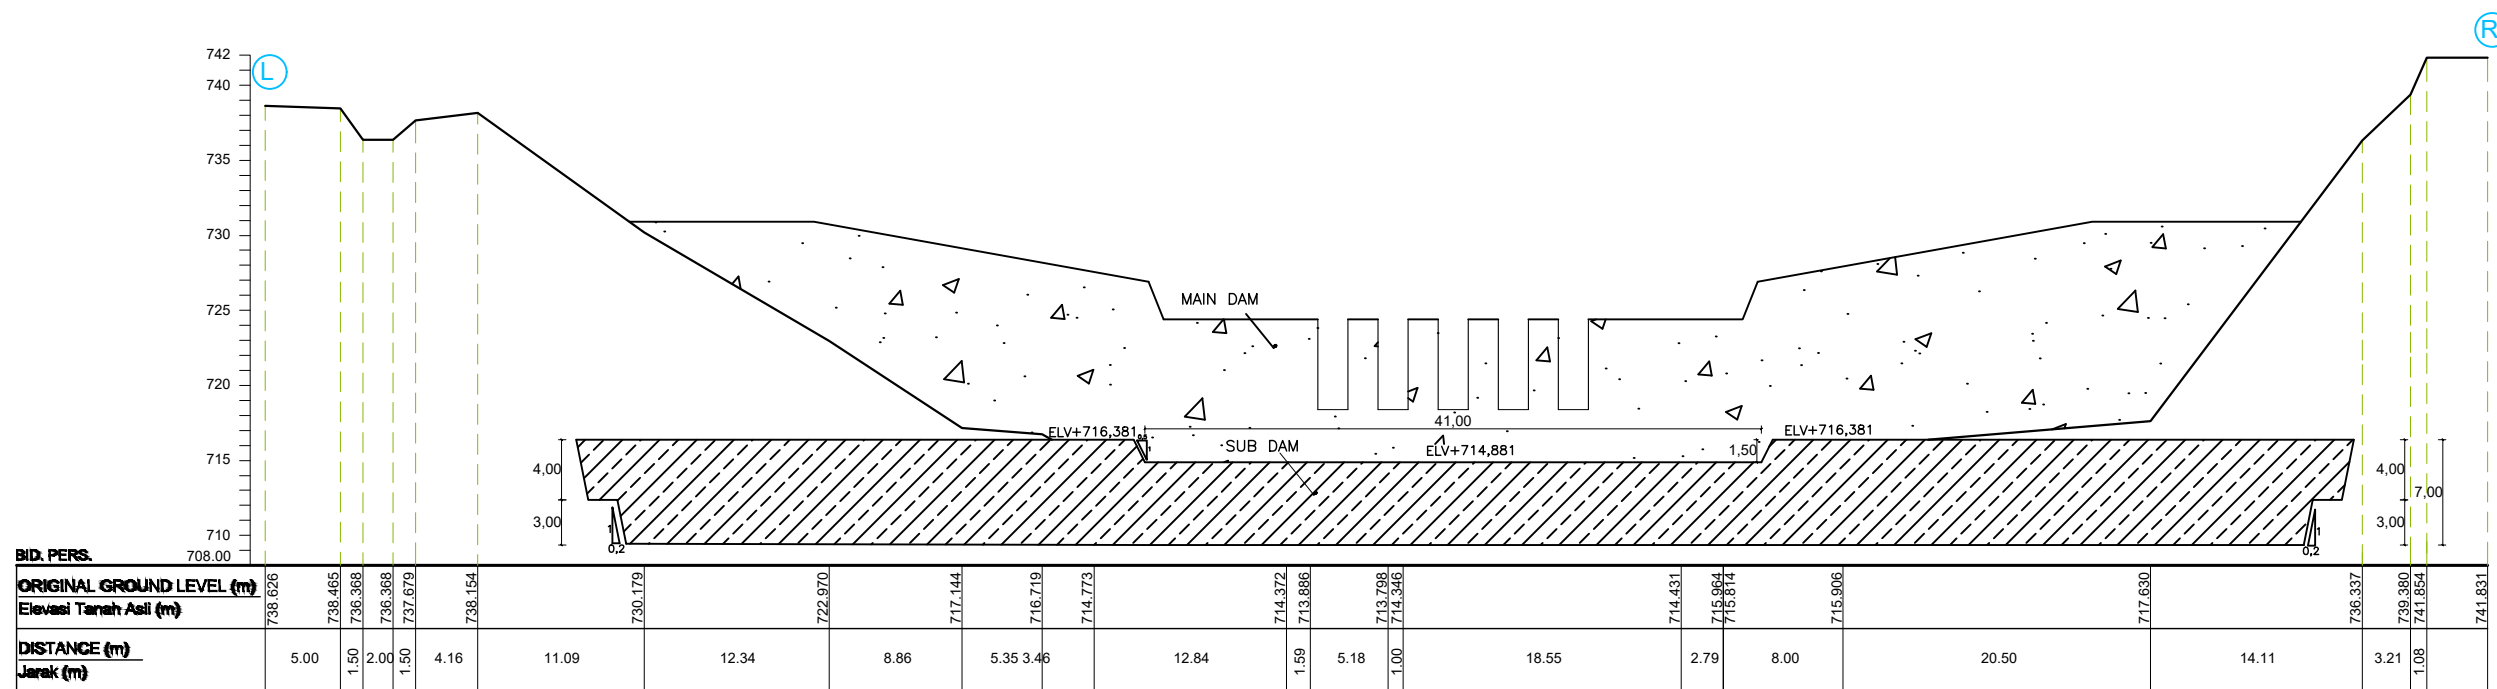 R
L
742
740
735
730
725
720
715
710
708.00
MAIN DAM
41,00
ELV+716,381
0,5
1
ELV+716,381
SUB DAM
ELV+714,881
1,50
4,00
3,00
1
0,2
4,00
7,00
3,00
1
0,2
BID. PERS.
ORIGINAL GROUND LEVEL (m)
Elevasi Tanah Asli (m)
738.626 738.465 736.368 736.368 737.679 738.154 730.179 722.970 717.144 716.719 714.773 714.372 713.886 713.798 714.346 714.431 715.964 715.814 715.906 717.630 736.337 739.380 741.854 741.831
DISTANCE (m)
Jarak (m)
5.00 1.50 2.00 1.50 4.16 11.09 12.34 8.86 5.35 3.46 12.84 1.59 5.18 1.00 18.55 2.79 8.00 20.50 14.11 3.21 1.08